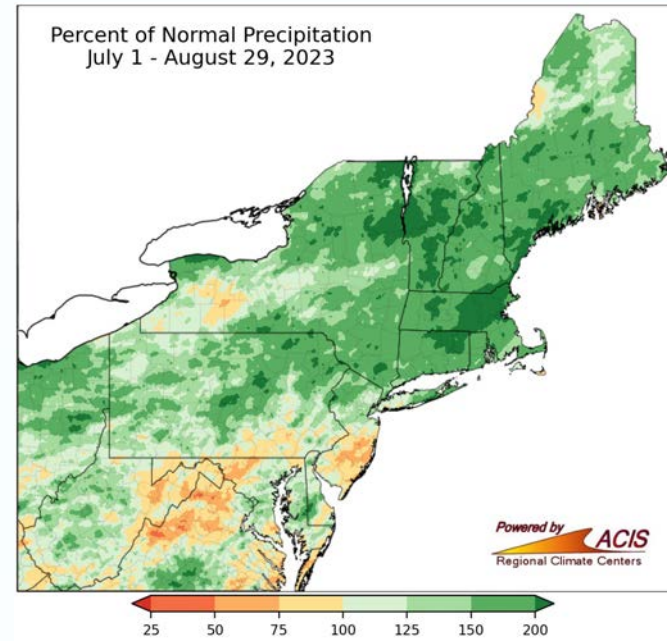 Percent of Normal Precipitation
July 1 - August 29, 2023
Powered by ACIS
Regional Climate Centers
25 50 75 100 125 150 200